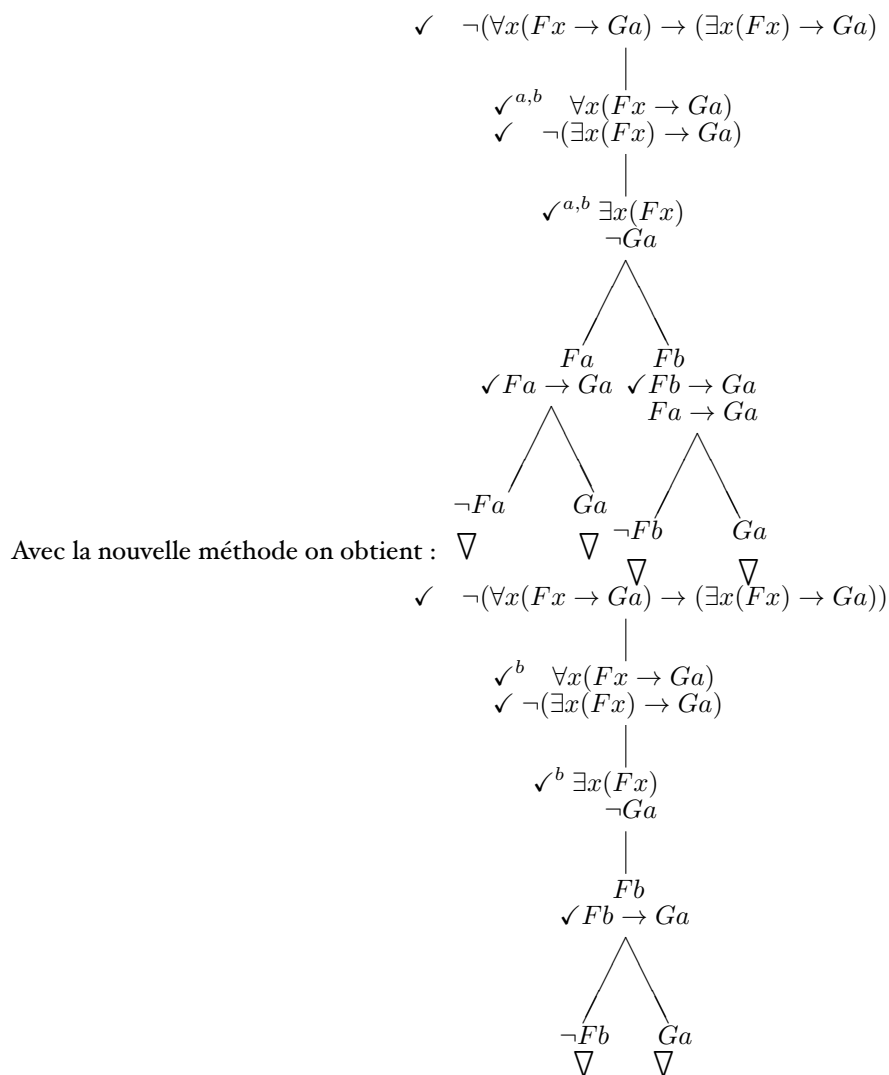 ✓ ¬(∀x(Fx → Ga) → (∃x(Fx) → Ga)
✓a,b ∀x(Fx → Ga)
✓ ¬(∃x(Fx) → Ga)
✓a,b ∃x(Fx)
¬Ga
Fa Fb
✓Fa → Ga ✓Fb → Ga
Fa → Ga
¬Fa Ga
¬Fb Ga
Avec la nouvelle méthode on obtient : ▽ ▽
▽ ▽
✓ ¬(∀x(Fx → Ga) → (∃x(Fx) → Ga))
✓b ∀x(Fx → Ga)
✓ ¬(∃x(Fx) → Ga)
✓b ∃x(Fx)
¬Ga
Fb
✓Fb → Ga
¬Fb Ga
▽ ▽